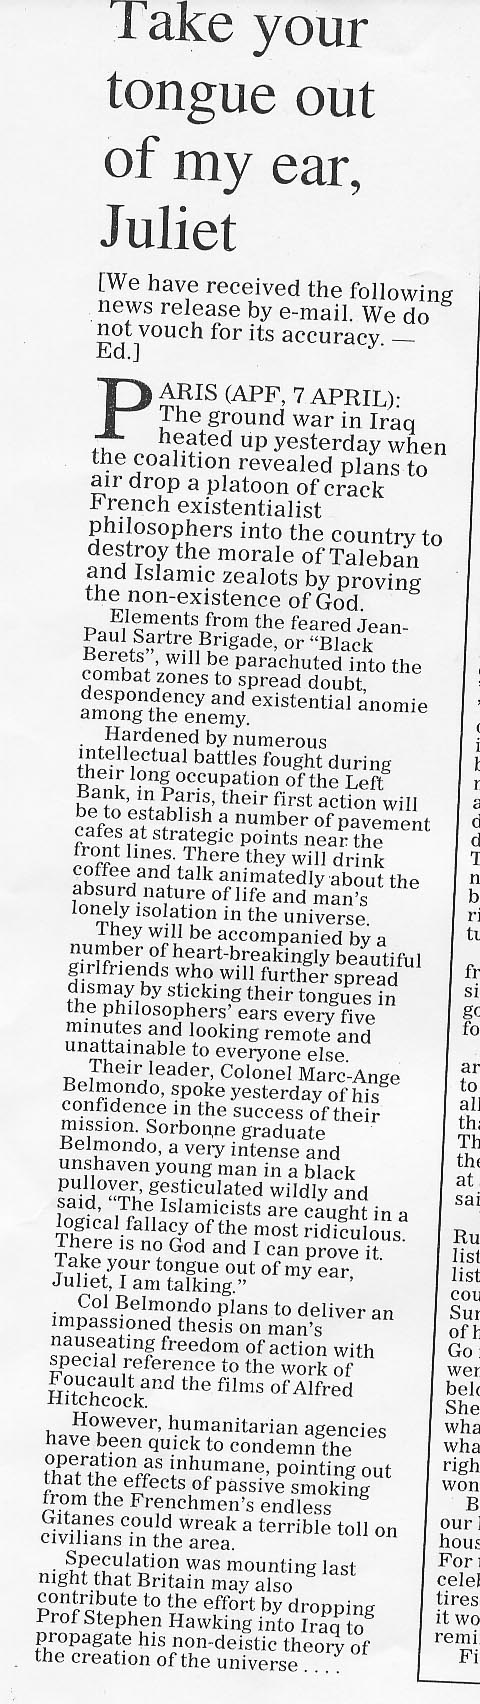 Take your
tongue out
of my ear,
Juliet
[We have received the following
news release by e-mail. We do
not vouch for its accuracy. —
Ed.]
PARIS (APF, 7 APRIL):
The ground war in Iraq
heated up yesterday when
the coalition revealed plans to
air drop a platoon of crack
French existentialist
philosophers into the country to
destroy the morale of Taleban
and Islamic zealots by proving
the non-existence of God.
Elements from the feared Jean-
Paul Sartre Brigade, or “Black
Berets”, will be parachuted into the
combat zones to spread doubt,
despondency and existential anomie
among the enemy.
Hardened by numerous
intellectual battles fought during
their long occupation of the Left
Bank, in Paris, their first action will
be to establish a number of pavement
cafes at strategic points near the
front lines. There they will drink
coffee and talk animatedly about the
absurd nature of life and man’s
lonely isolation in the universe.
They will be accompanied by a
number of heart-breakingly beautiful
girlfriends who will further spread
dismay by sticking their tongues in
the philosophers’ ears every five
minutes and looking remote and
unattainable to everyone else.
Their leader, Colonel Marc-Ange
Belmondo, spoke yesterday of his
confidence in the success of their
mission. Sorbonne graduate
Belmondo, a very intense and
unshaven young man in a black
pullover, gesticulated wildly and
said, “The Islamicists are caught in a
logical fallacy of the most ridiculous.
There is no God and I can prove it.
Take your tongue out of my ear,
Juliet, I am talking.”
Col Belmondo plans to deliver an
impassioned thesis on man’s
nauseating freedom of action with
special reference to the work of
Foucault and the films of Alfred
Hitchcock.
However, humanitarian agencies
have been quick to condemn the
operation as inhumane, pointing out
that the effects of passive smoking
from the Frenchmen’s endless
Gitanes could wreak a terrible toll on
civilians in the area.
Speculation was mounting last
night that Britain may also
contribute to the effort by dropping
Prof Stephen Hawking into Iraq to
propagate his non-deistic theory of
the creation of the universe . . . .